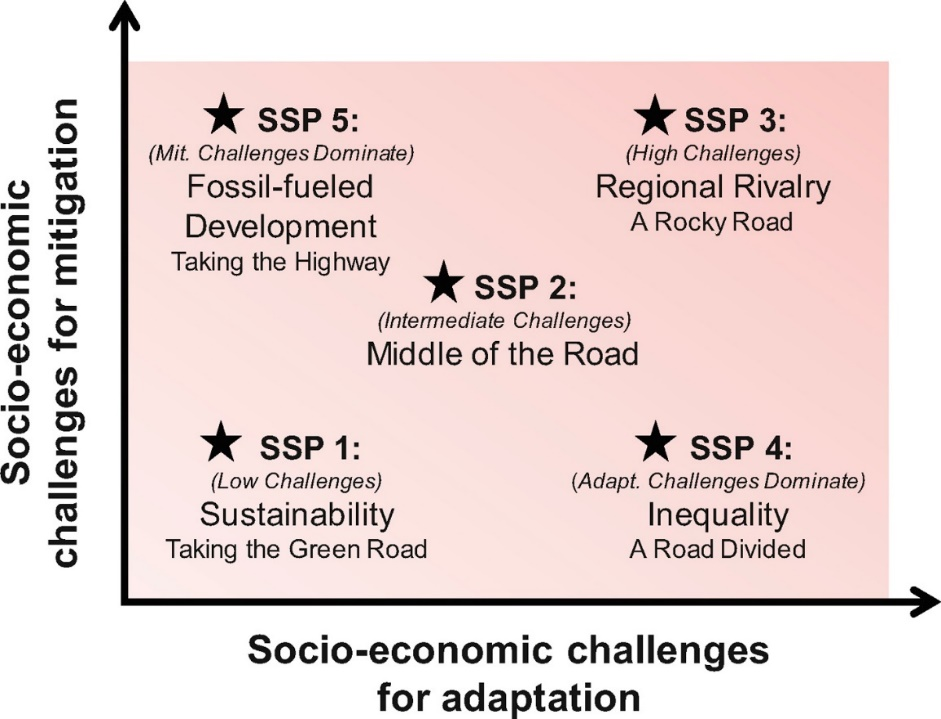 Socio-economic
challenges for mitigation
SSP 5:
(Mit. Challenges Dominate)
Fossil-fueled
Development
Taking the Highway
SSP 3:
(High Challenges)
Regional Rivalry
A Rocky Road
SSP 2:
(Intermediate Challenges)
Middle of the Road
SSP 1:
(Low Challenges)
Sustainability
Taking the Green Road
SSP 4:
(Adapt. Challenges Dominate)
Inequality
A Road Divided
Socio-economic challenges
for adaptation